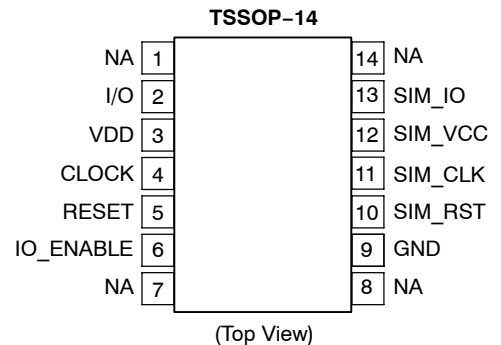 TSSOP–14
NA 1 14 NA
I/O 2 13 SIM_IO
VDD 3 12 SIM_VCC
CLOCK 4 11 SIM_CLK
RESET 5 10 SIM_RST
IO_ENABLE 6 9 GND
NA 7 8 NA
(Top View)